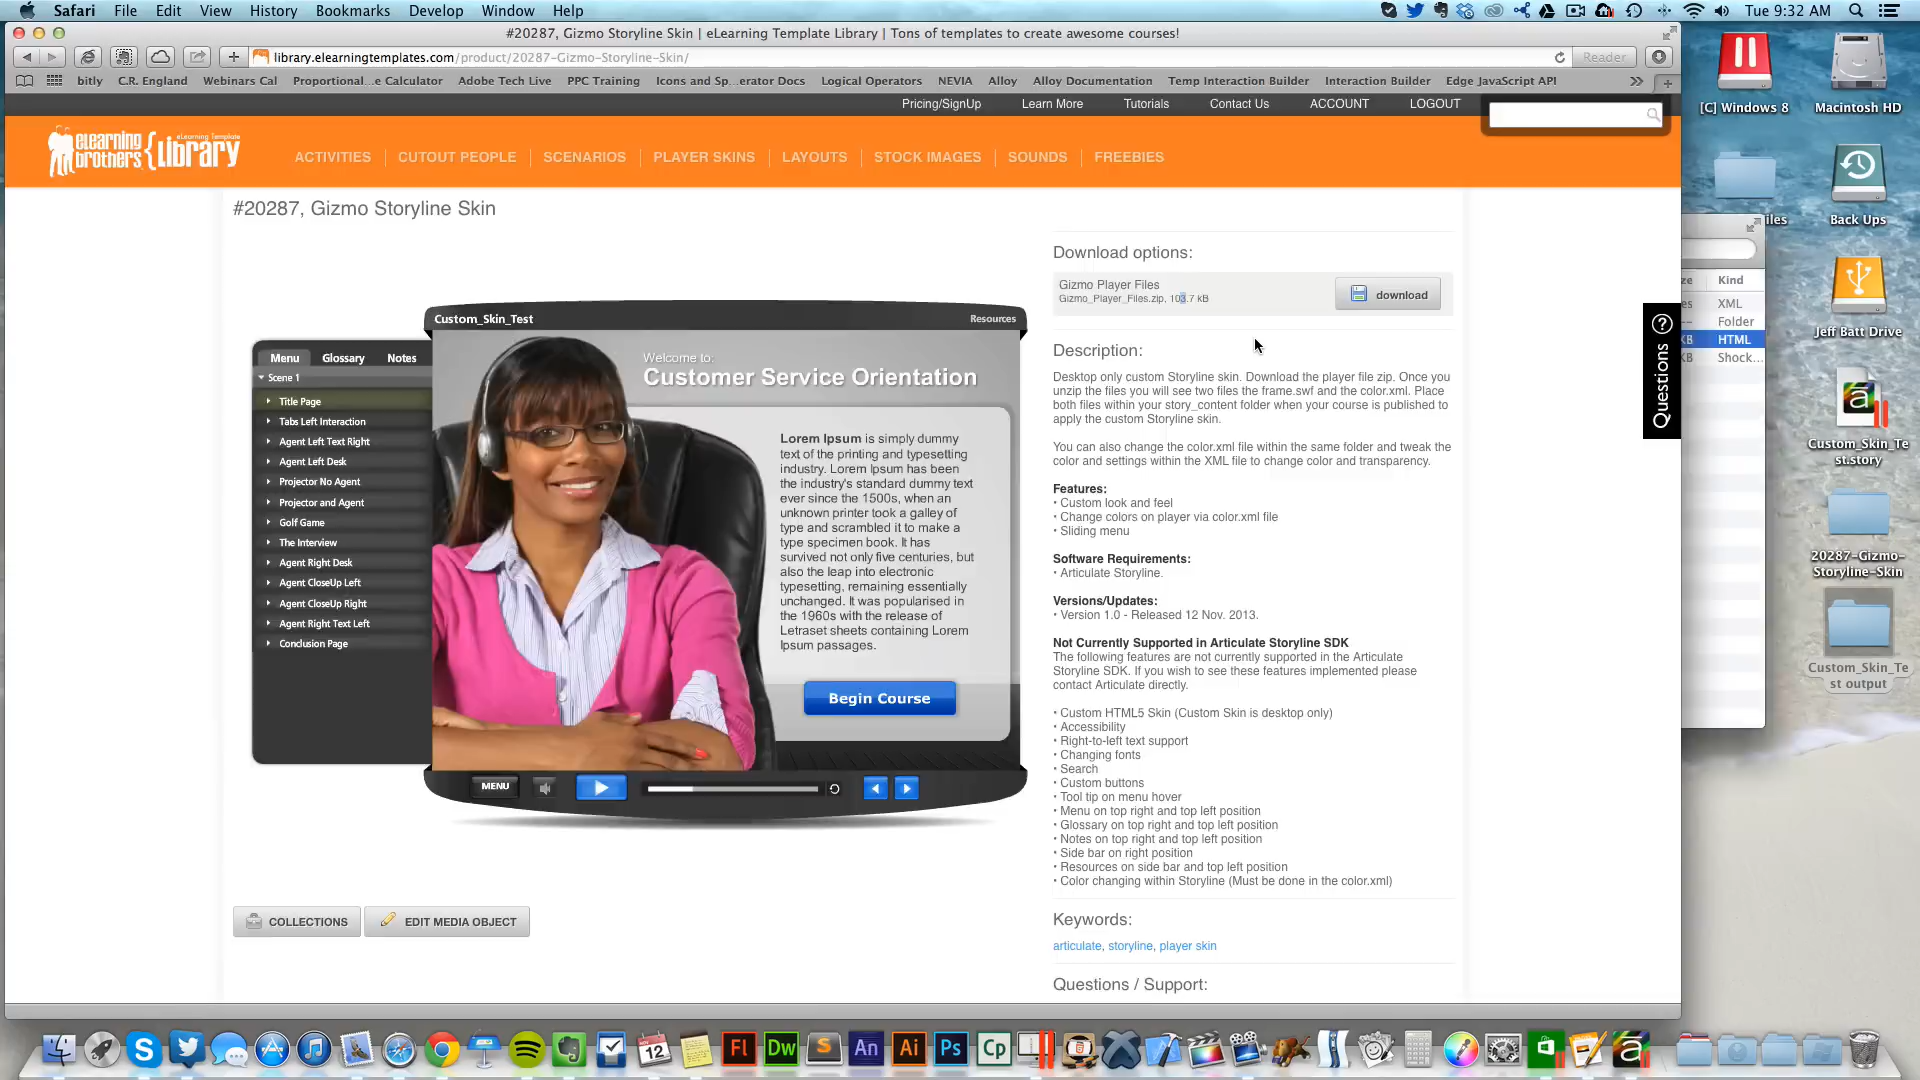 Safari File Edit View History Bookmarks Develop Window Help
Tue 9:32 AM
#20287, Gizmo Storyline Skin | eLearning Template Library | Tons of templates to create awesome courses!
library.elearningtemplates.com/product/20287-Gizmo-Storyline-Skin/
Reader
bitly C.R. England Webinars Cal Proportional...e Calculator Adobe Tech Live PPC Training Icons and Sp...erator Docs Logical Operators NEVIA Alloy Alloy Documentation Temp Interaction Builder Interaction Builder Edge JavaScript API
Pricing/SignUp Learn More Tutorials Contact Us ACCOUNT LOGOUT
eLearning brothers
eLearning Template
Library
ACTIVITIES CUTOUT PEOPLE SCENARIOS PLAYER SKINS LAYOUTS STOCK IMAGES SOUNDS FREEBIES
#20287, Gizmo Storyline Skin
Custom_Skin_Test
Resources
Menu Glossary Notes
Scene 1
Title Page
Tabs Left Interaction
Agent Left Text Right
Agent Left Desk
Projector No Agent
Projector and Agent
Golf Game
The Interview
Agent Right Desk
Agent CloseUp Left
Agent CloseUp Right
Agent Right Text Left
Conclusion Page
Welcome to:
Customer Service Orientation
Lorem Ipsum is simply dummy
text of the printing and typesetting
industry. Lorem Ipsum has been
the industry's standard dummy text
ever since the 1500s, when an
unknown printer took a galley of
type and scrambled it to make a
type specimen book. It has
survived not only five centuries, but
also the leap into electronic
typesetting, remaining essentially
unchanged. It was popularised in
the 1960s with the release of
Letraset sheets containing Lorem
Ipsum passages.
Begin Course
MENU
COLLECTIONS
EDIT MEDIA OBJECT
Download options:
Gizmo Player Files
Gizmo_Player_Files.zip, 103.7 kB
download
Description:
Desktop only custom Storyline skin. Download the player file zip. Once you
unzip the files you will see two files the frame.swf and the color.xml. Place
both files within your story_content folder when your course is published to
apply the custom Storyline skin.
You can also change the color.xml file within the same folder and tweak the
color and settings within the XML file to change color and transparency.
Features:
• Custom look and feel
• Change colors on player via color.xml file
• Sliding menu
Software Requirements:
• Articulate Storyline.
Versions/Updates:
• Version 1.0 - Released 12 Nov. 2013.
Not Currently Supported in Articulate Storyline SDK
The following features are not currently supported in the Articulate
Storyline SDK. If you wish to see these features implemented please
contact Articulate directly.
• Custom HTML5 Skin (Custom Skin is desktop only)
• Accessibility
• Right-to-left text support
• Changing fonts
• Search
• Custom buttons
• Tool tip on menu hover
• Menu on top right and top left position
• Glossary on top right and top left position
• Notes on top right and top left position
• Side bar on right position
• Resources on side bar and top left position
• Color changing within Storyline (Must be done in the color.xml)
Keywords:
articulate, storyline, player skin
Questions / Support:
Questions
[C] Windows 8
Macintosh HD
iles
Back Ups
ze Kind
es XML
-- Folder
KB HTML
KB Shock...
Jeff Batt Drive
Custom_Skin_Te
st.story
20287-Gizmo-
Storyline-Skin
Custom_Skin_Te
st output
12
Fl
Dw
S
An
Ai
Ps
Cp